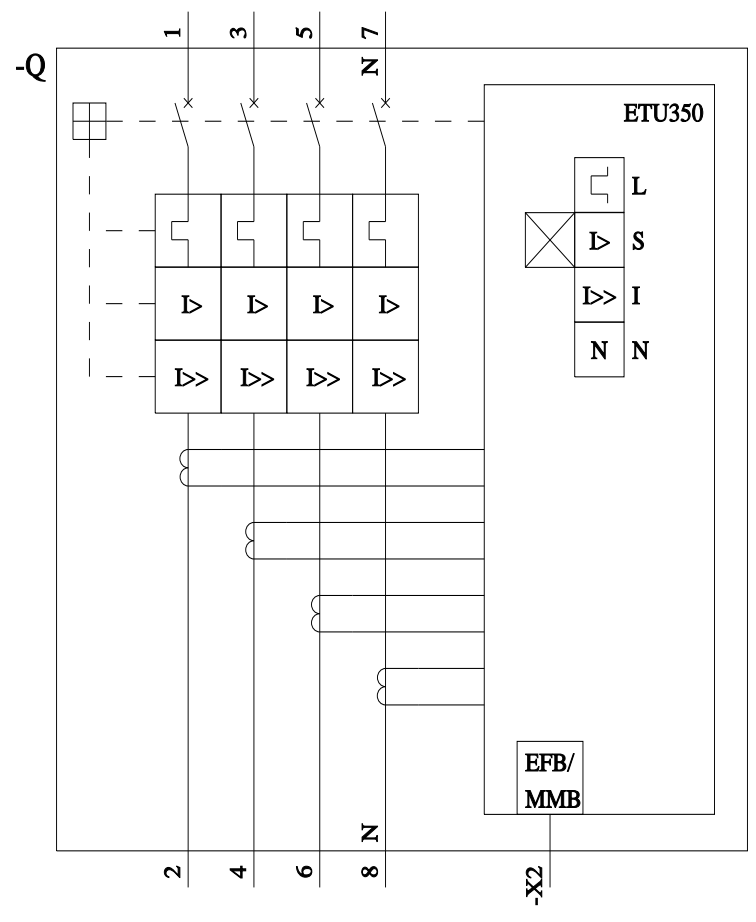 1 3 5 7
-Q
N
ETU350
L
I> S
I> I> I> I>
I>> I
I>> I>> I>> I>>
N N
EFB/
MMB
N
2 4 6 8
-X2